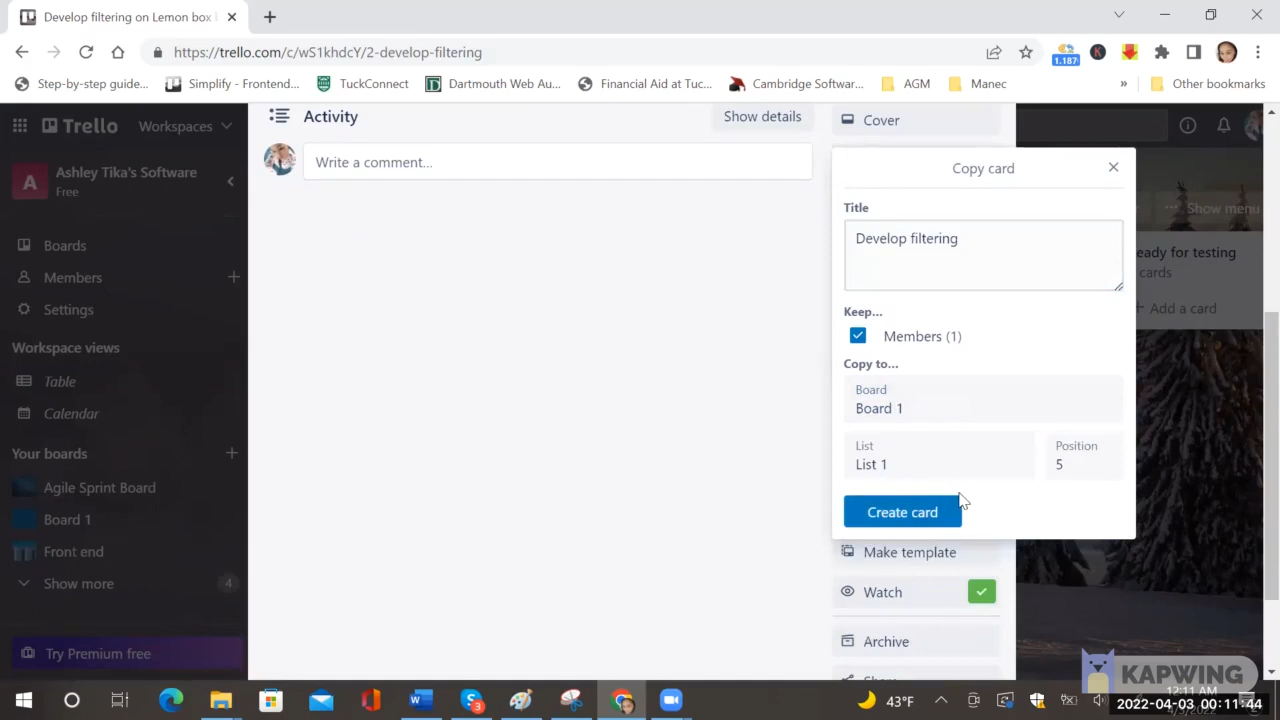 Develop filtering on Lemon box
https://trello.com/c/wS1khdcY/2-develop-filtering
1.187
K
Step-by-step guide...
Simplify - Frontend...
TuckConnect
Dartmouth Web Au...
Financial Aid at Tuc...
Cambridge Softwar...
AGM
Manec
»
Other bookmarks
Trello
Workspaces
A
Ashley Tika's Software
Free
Boards
Members
Settings
Workspace views
Table
Calendar
Your boards
Agile Sprint Board
Board 1
Front end
Show more
4
Try Premium free
Activity
Show details
Write a comment...
Cover
Copy card
Title
Develop filtering
Keep...
Members (1)
Copy to...
Board
Board 1
List
List 1
Position
5
Create card
Make template
Watch
Archive
Show menu
eady for testing
cards
Add a card
KAPWING
43°F
12:11 AM
2022-04-03 00:11:44